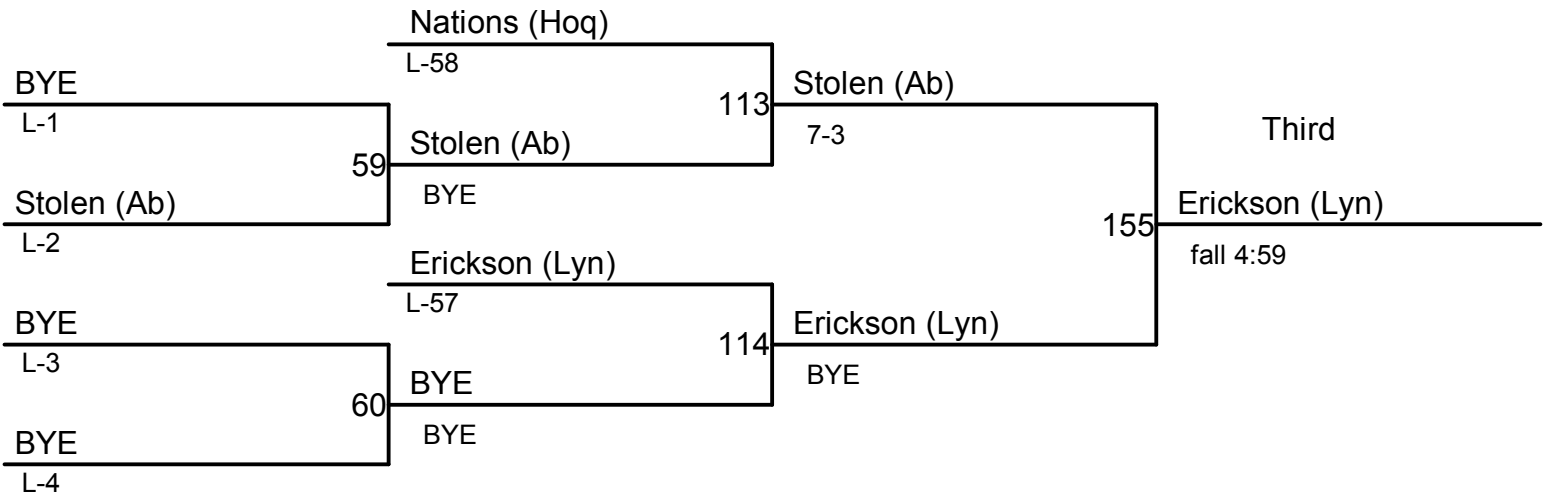 Nations (Hoq)
L-58
BYE
L-1
113
Stolen (Ab)
7-3
Third
59
Stolen (Ab)
BYE
Stolen (Ab)
L-2
155
Erickson (Lyn)
fall 4:59
Erickson (Lyn)
L-57
BYE
L-3
114
Erickson (Lyn)
BYE
60
BYE
BYE
BYE
L-4